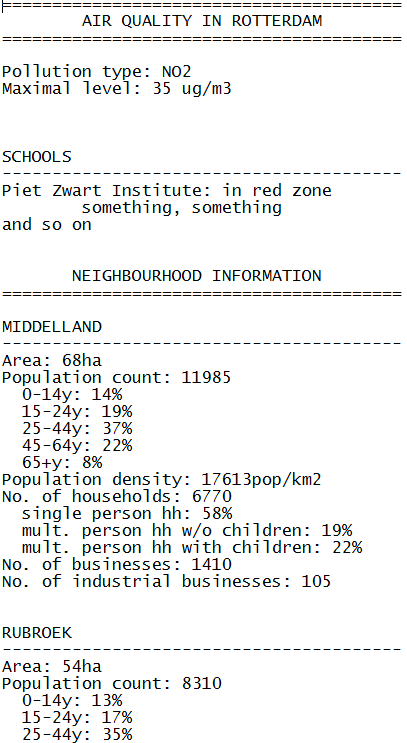 ========================================
AIR QUALITY IN ROTTERDAM
========================================
Pollution type: NO2
Maximal level: 35 ug/m3
SCHOOLS
----------------------------------------
Piet Zwart Institute: in red zone
something, something
and so on
NEIGHBOURHOOD INFORMATION
========================================
MIDDELLAND
----------------------------------------
Area: 68ha
Population count: 11985
0-14y: 14%
15-24y: 19%
25-44y: 37%
45-64y: 22%
65+y: 8%
Population density: 17613pop/km2
No. of households: 6770
single person hh: 58%
mult. person hh w/o children: 19%
mult. person hh with children: 22%
No. of businesses: 1410
No. of industrial businesses: 105
RUBROEK
----------------------------------------
Area: 54ha
Population count: 8310
0-14y: 13%
15-24y: 17%
25-44y: 35%